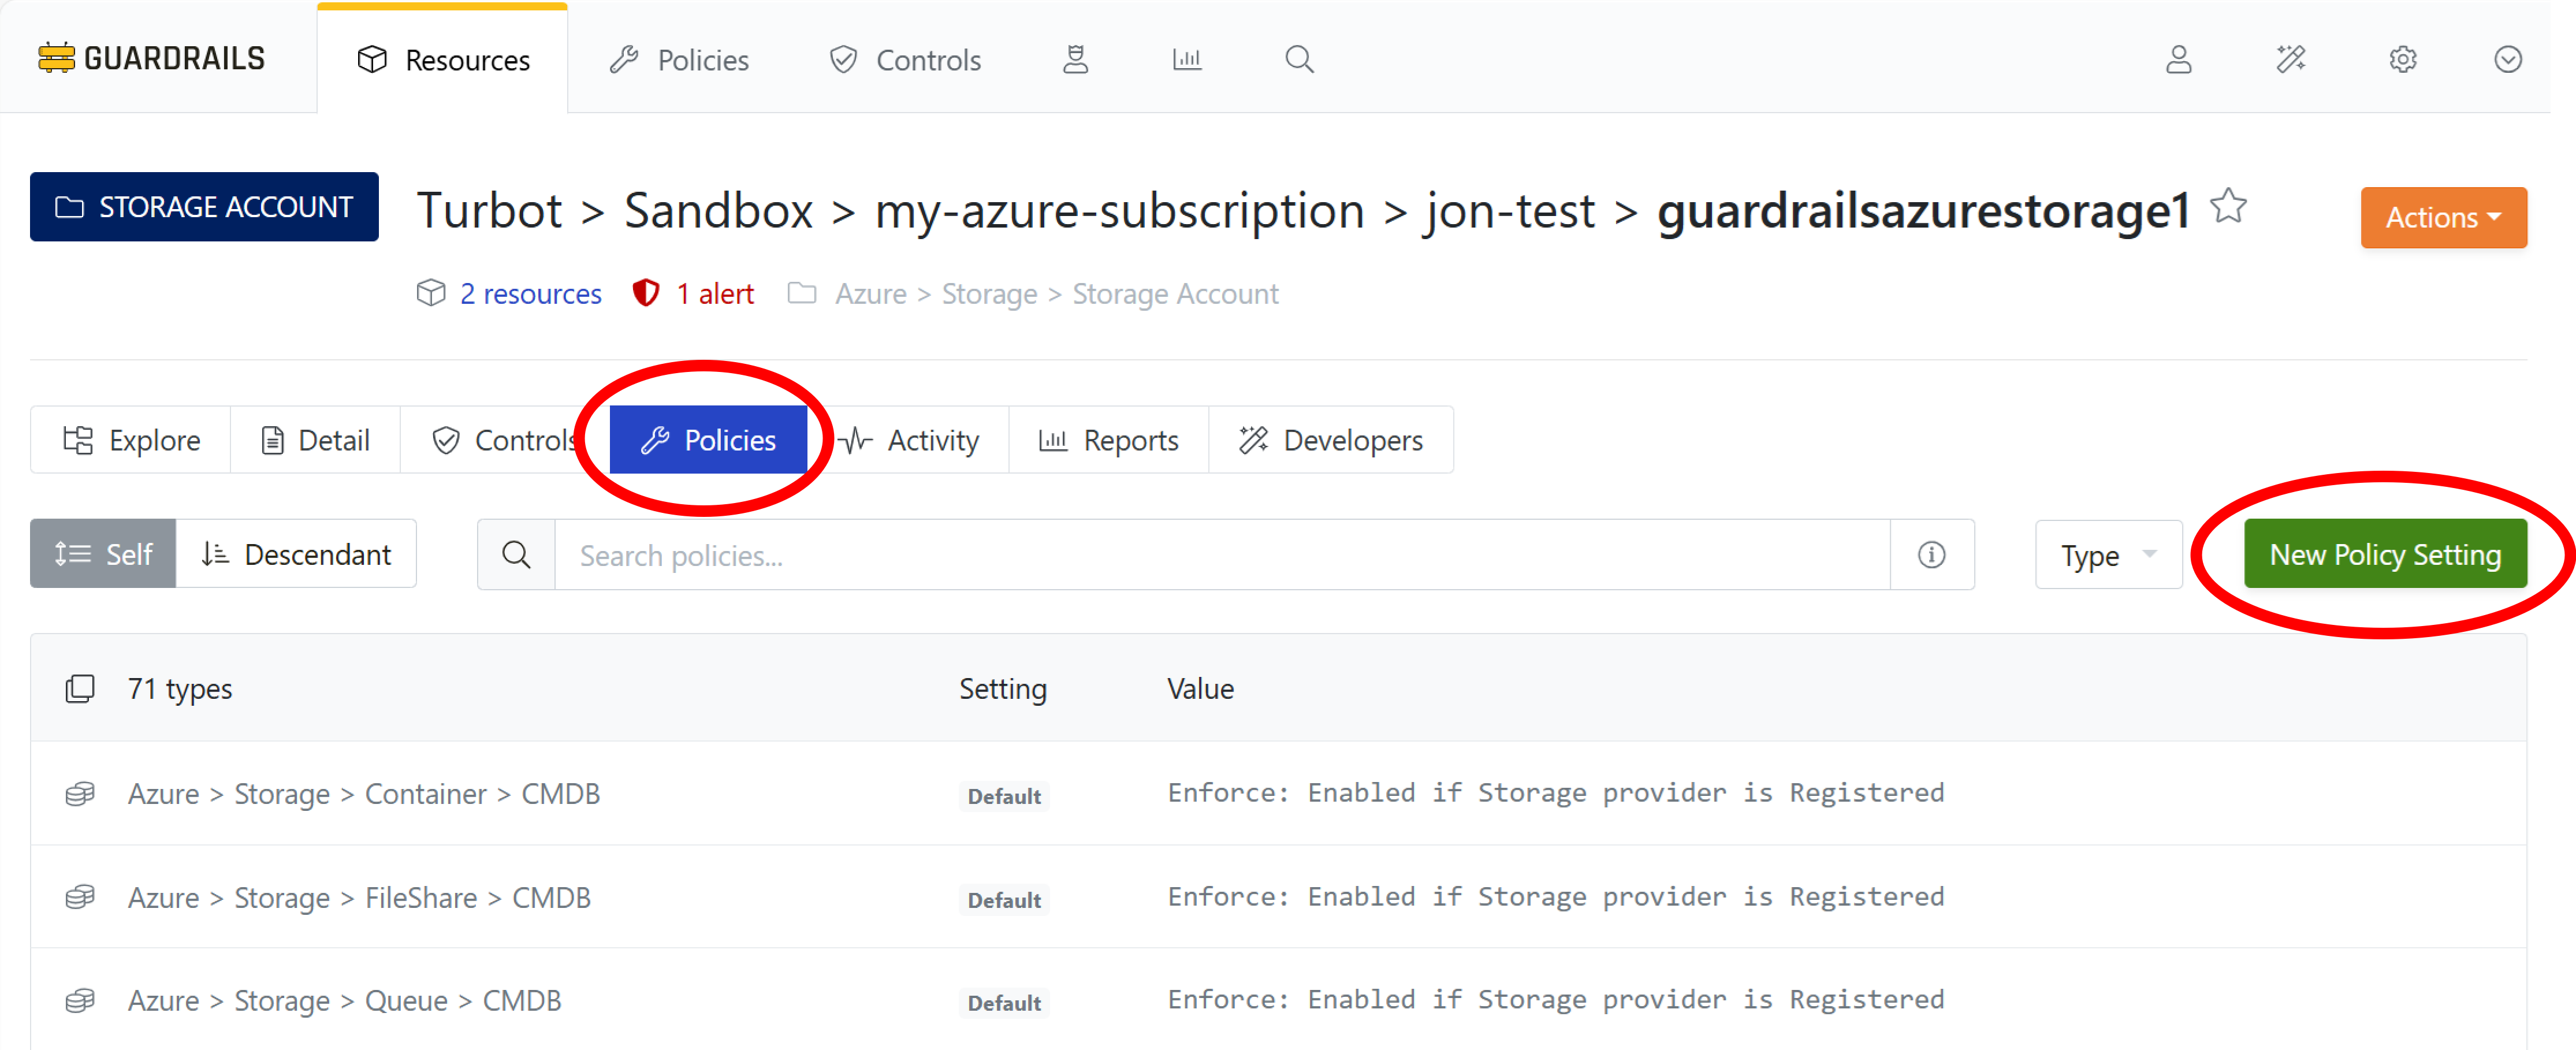 GUARDRAILS Resources Policies Controls
STORAGE ACCOUNT Turbot > Sandbox > my-azure-subscription > jon-test > guardrailsazurestorage1 Actions
2 resources 1 alert Azure > Storage > Storage Account
Explore Detail Controls Policies Activity Reports Developers
Self Descendant Search policies... Type New Policy Setting
71 types Setting Value
Azure > Storage > Container > CMDB Default Enforce: Enabled if Storage provider is Registered
Azure > Storage > FileShare > CMDB Default Enforce: Enabled if Storage provider is Registered
Azure > Storage > Queue > CMDB Default Enforce: Enabled if Storage provider is Registered